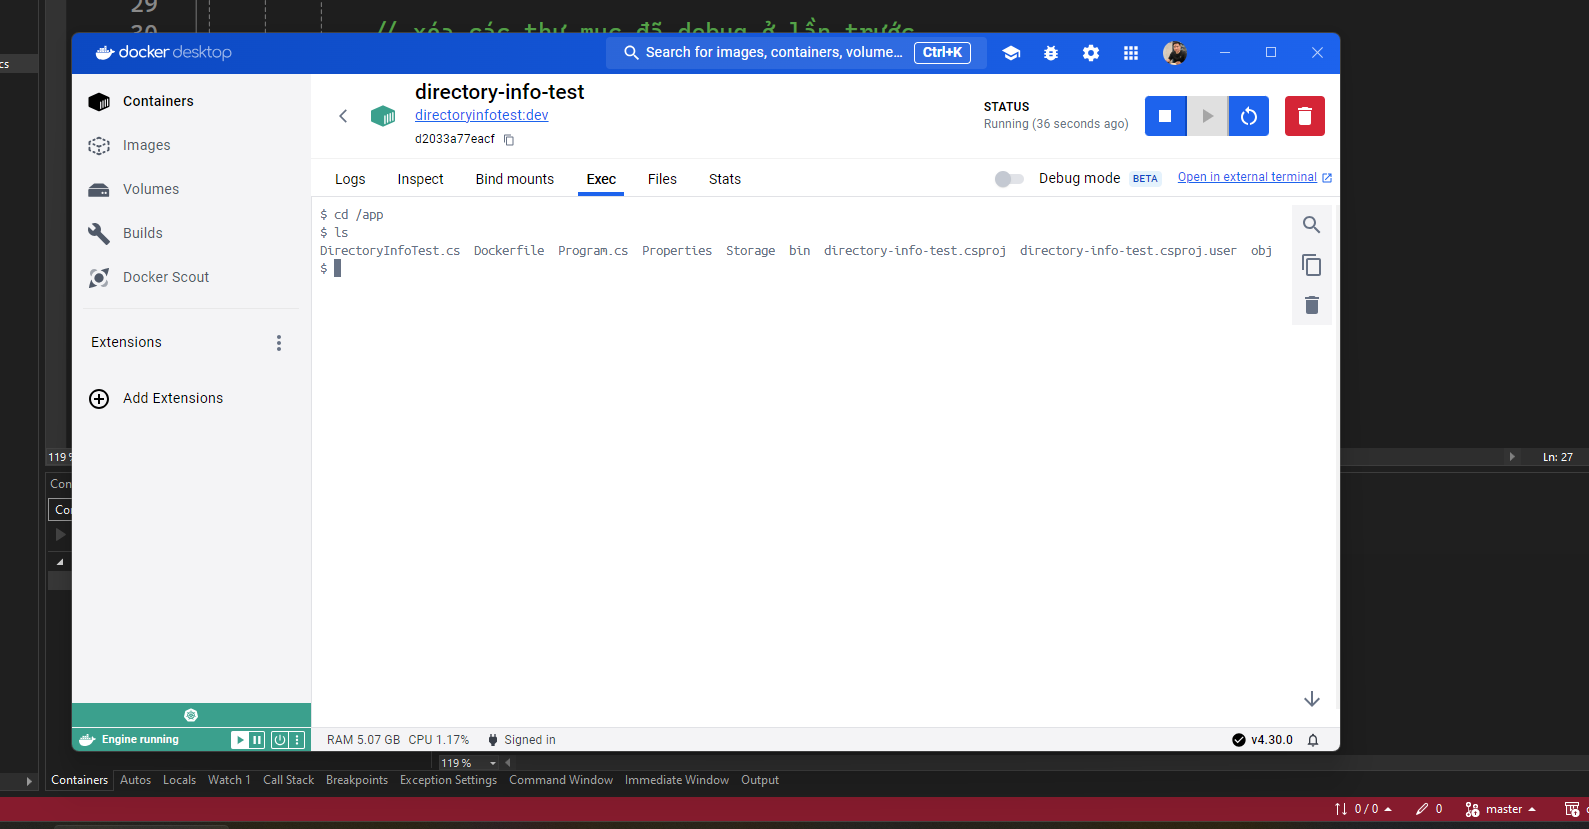 29
30
// xóa các thư mục đã debug ở lần trước
cs
docker desktop
Search for images, containers, volume...
Ctrl+K
Containers
Images
Volumes
Builds
Docker Scout
Extensions
Add Extensions
directory-info-test
directoryinfotest:dev
d2033a77eacf
STATUS
Running (36 seconds ago)
Logs Inspect Bind mounts Exec Files Stats
Debug mode BETA Open in external terminal
$ cd /app
$ ls
DirectoryInfoTest.cs Dockerfile Program.cs Properties Storage bin directory-info-test.csproj directory-info-test.csproj.user obj
$
119 %
Ln: 27
Con
Co
Engine running
RAM 5.07 GB CPU 1.17% Signed in
v4.30.0
119 %
Containers Autos Locals Watch 1 Call Stack Breakpoints Exception Settings Command Window Immediate Window Output
0 / 0 0 master